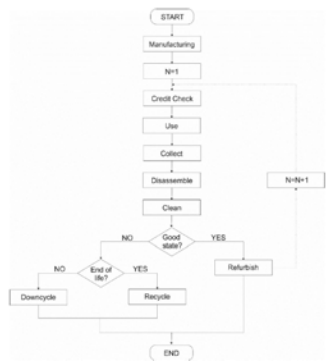 START
Manufacturing
N=1
Credit Check
Use
Collect
Disassemble
N=N+1
Clean
NO
Good
state?
YES
NO
End of
life?
YES
Refurbish
Downcycle
Recycle
END